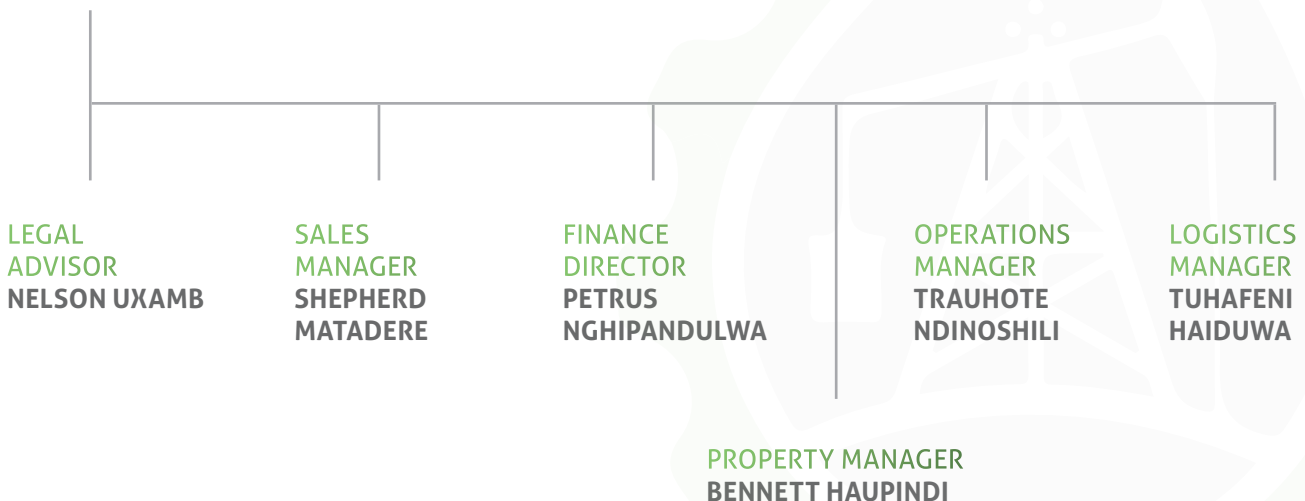 LEGAL
ADVISOR
NELSON UXAMB
SALES
MANAGER
SHEPHERD
MATADERE
FINANCE
DIRECTOR
PETRUS
NGHIPANDULWA
OPERATIONS
MANAGER
TRAUHOTE
NDINOSHILI
LOGISTICS
MANAGER
TUHAFENI
HAIDUWA
PROPERTY MANAGER
BENNETT HAUPINDI